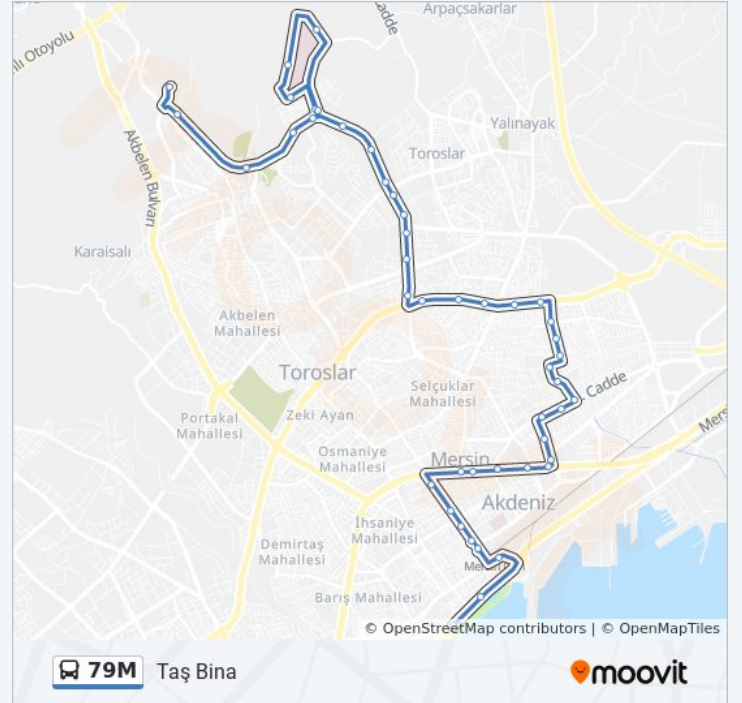 Arpaçsakarlar
Cadde
lı Otoyolu
Yalınayak
Toroslar
Akbelen Bulvarı
Karaisalı
Akbelen
Mahallesi
Toroslar
Selçuklar
Mahallesi
Cadde
Portakal
Mahallesi
Zeki Ayan
Mers
Osmaniye
Mahallesi
Mersin
Akdeniz
İhsaniye
Mahallesi
Demirtaş
Mahallesi
Barış Mahallesi
© OpenStreetMap contributors | © OpenMapTiles
79M Taş Bina
moovit